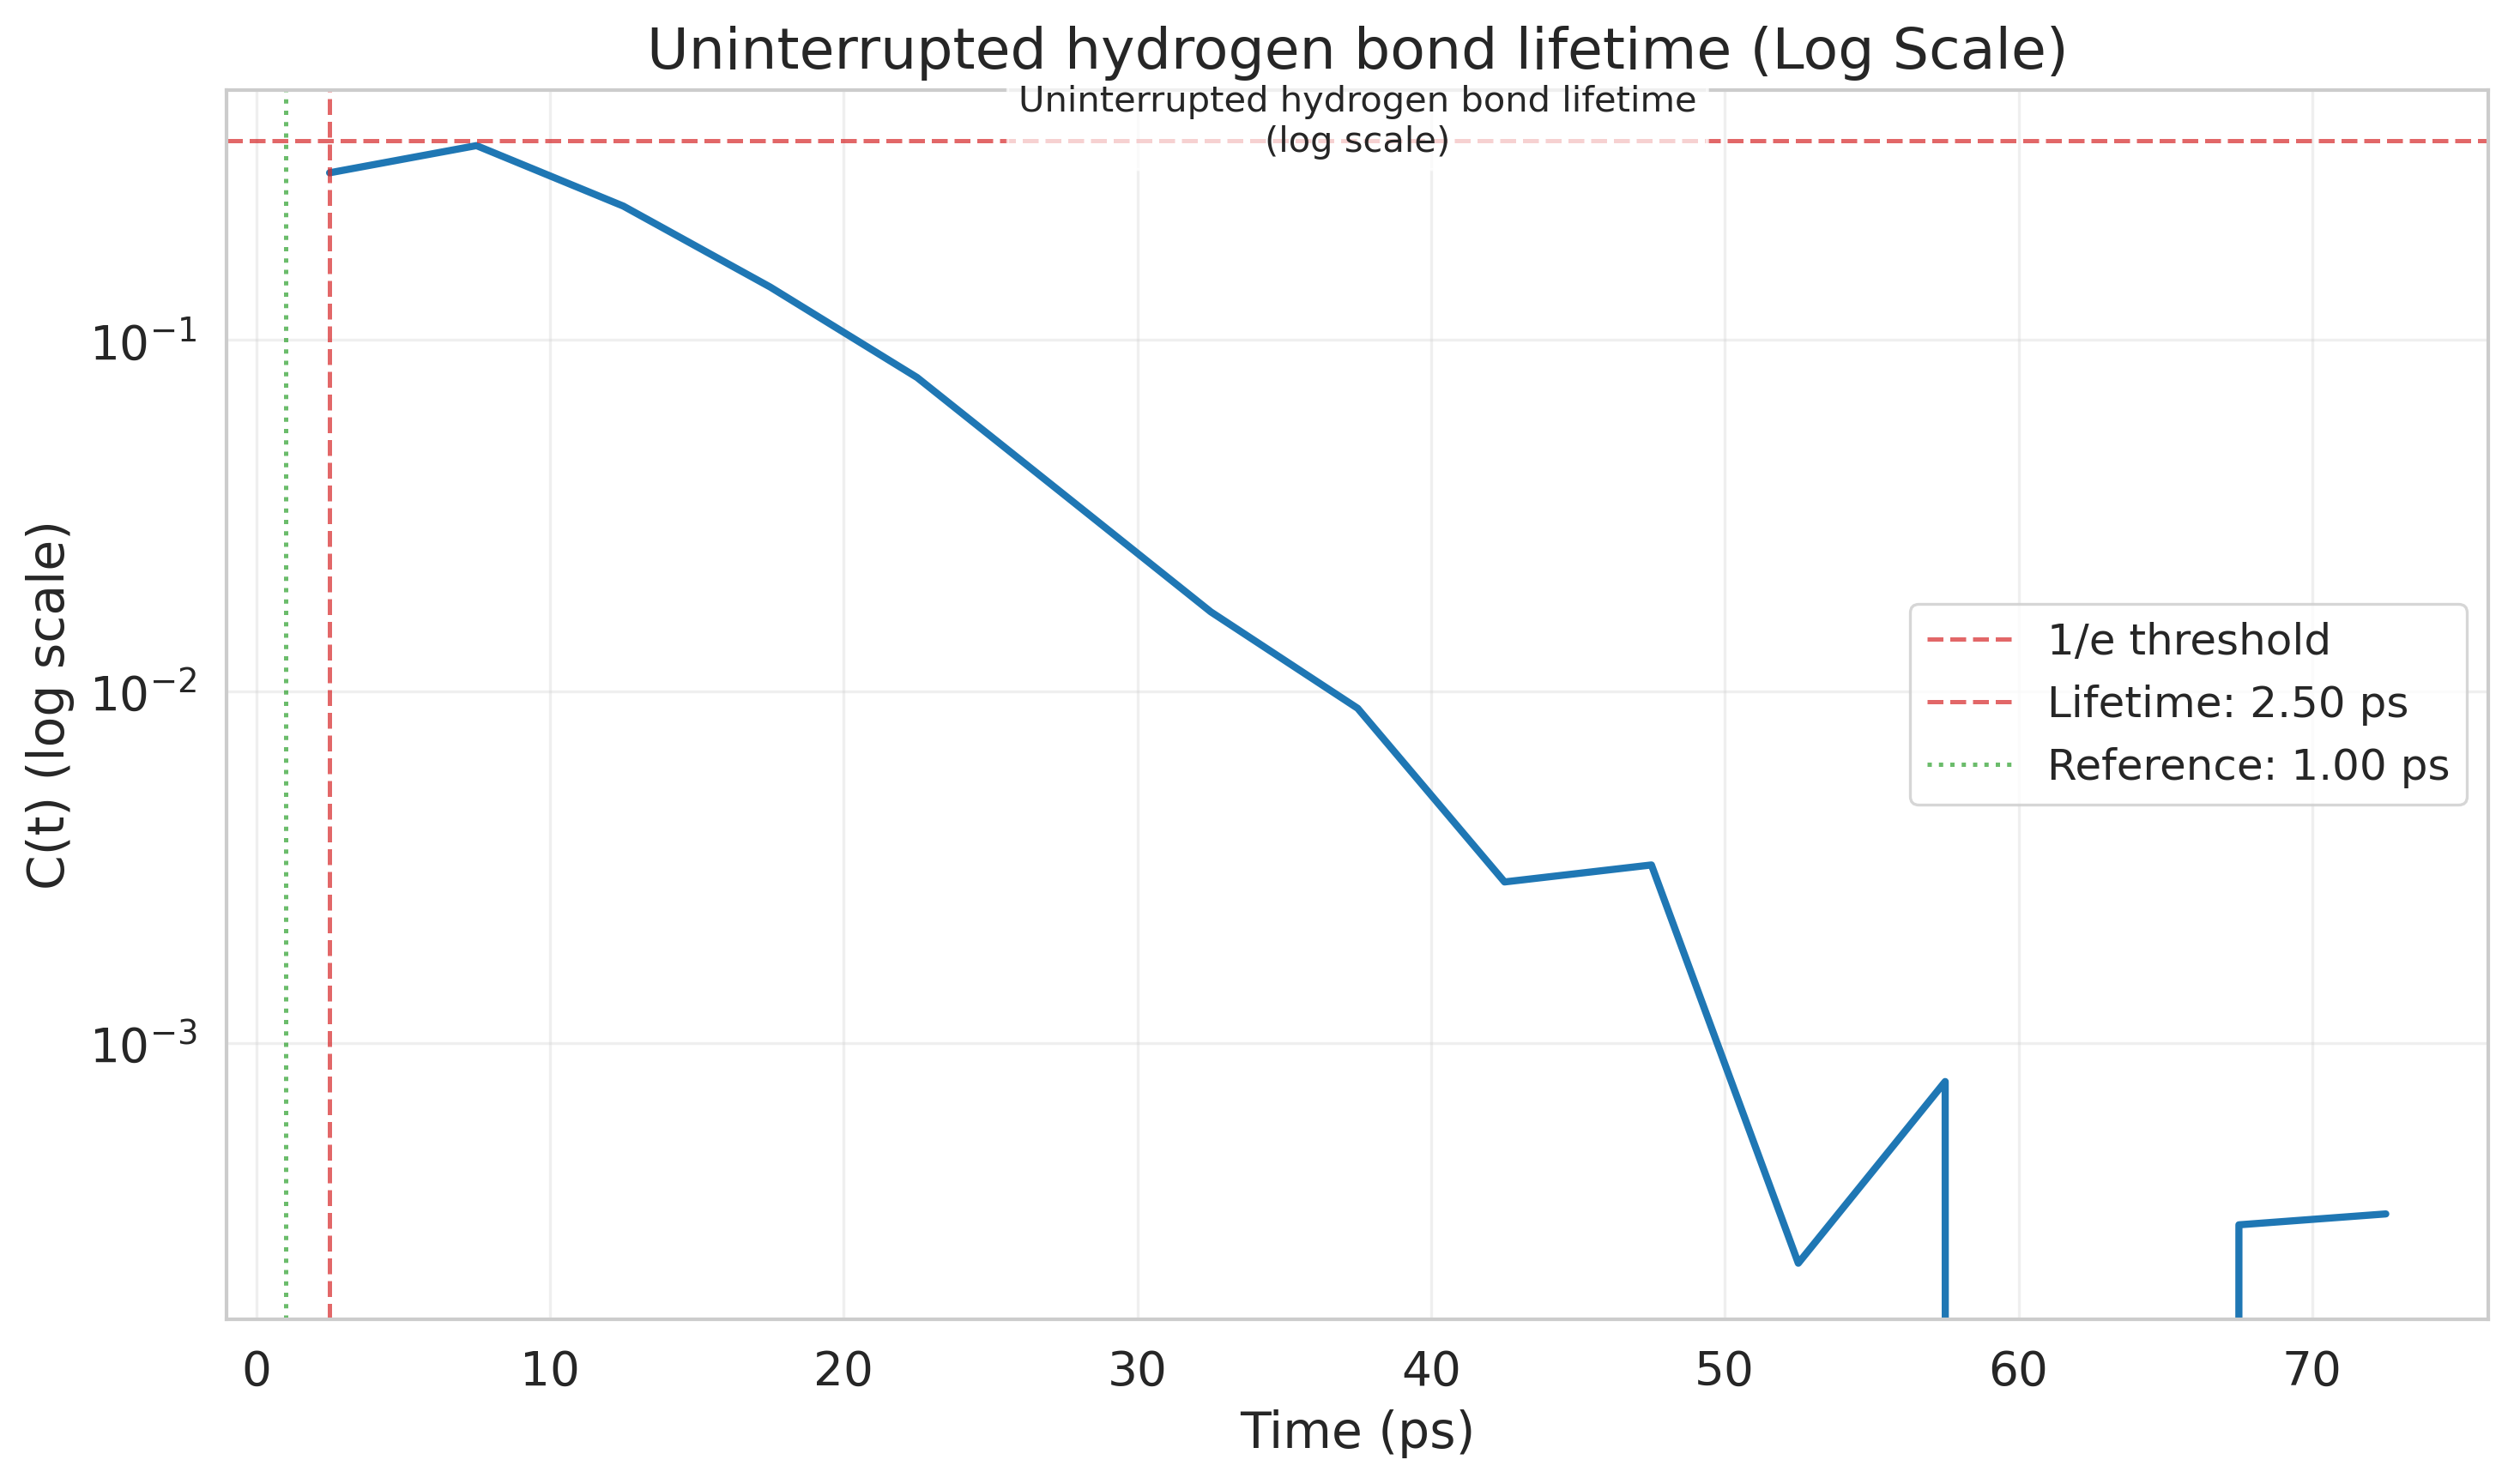 Uninterrupted hydrogen bond lifetime (Log Scale)
Uninterrupted hydrogen bond lifetime
(log scale)
C(t) (log scale)
10⁻¹
10⁻²
10⁻³
1/e threshold
Lifetime: 2.50 ps
Reference: 1.00 ps
0 10 20 30 40 50 60 70
Time (ps)